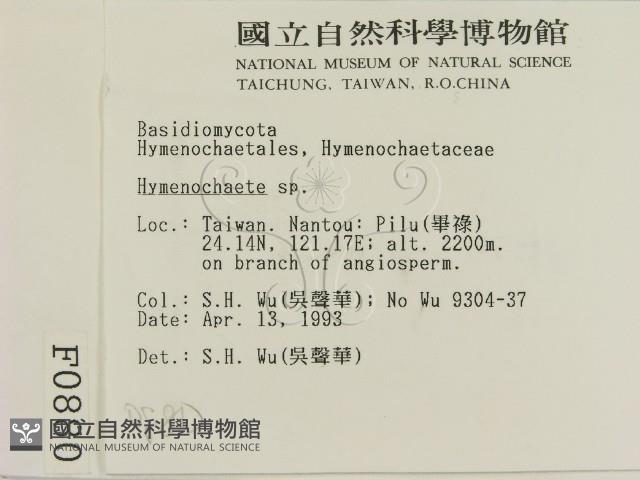 國立自然科學博物館
NATIONAL MUSEUM OF NATURAL SCIENCE
TAICHUNG, TAIWAN, R.O.CHINA
Basidiomycota
Hymenochaetales, Hymenochaetaceae
Hymenochaete sp.
Loc.: Taiwan. Nantou: Pilu(畢祿)
24.14N, 121.17E; alt. 2200m.
on branch of angiosperm.
Col.: S.H. Wu(吳聲華); No Wu 9304-37
Date: Apr. 13, 1993
Det.: S.H. Wu(吳聲華)
國立自然科學博物館
NATIONAL MUSEUM OF NATURAL SCIENCE